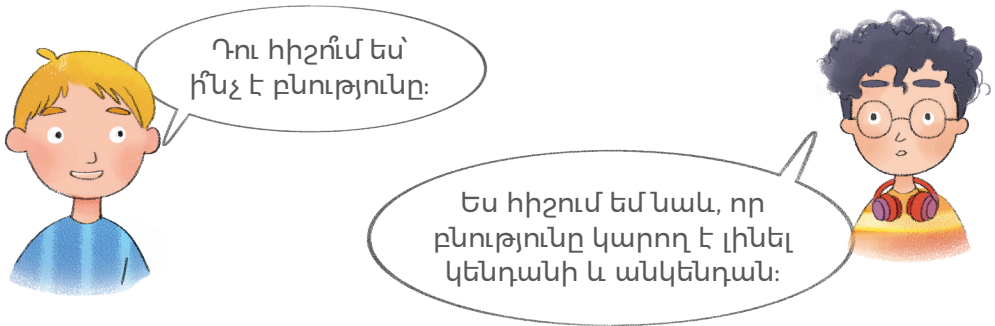 Դու հիշո՞ւմ ես՝
ի՞նչ է բնությունը։
Ես հիշում եմ նաև, որ
բնությունը կարող է լինել
կենդանի և անկենդան։